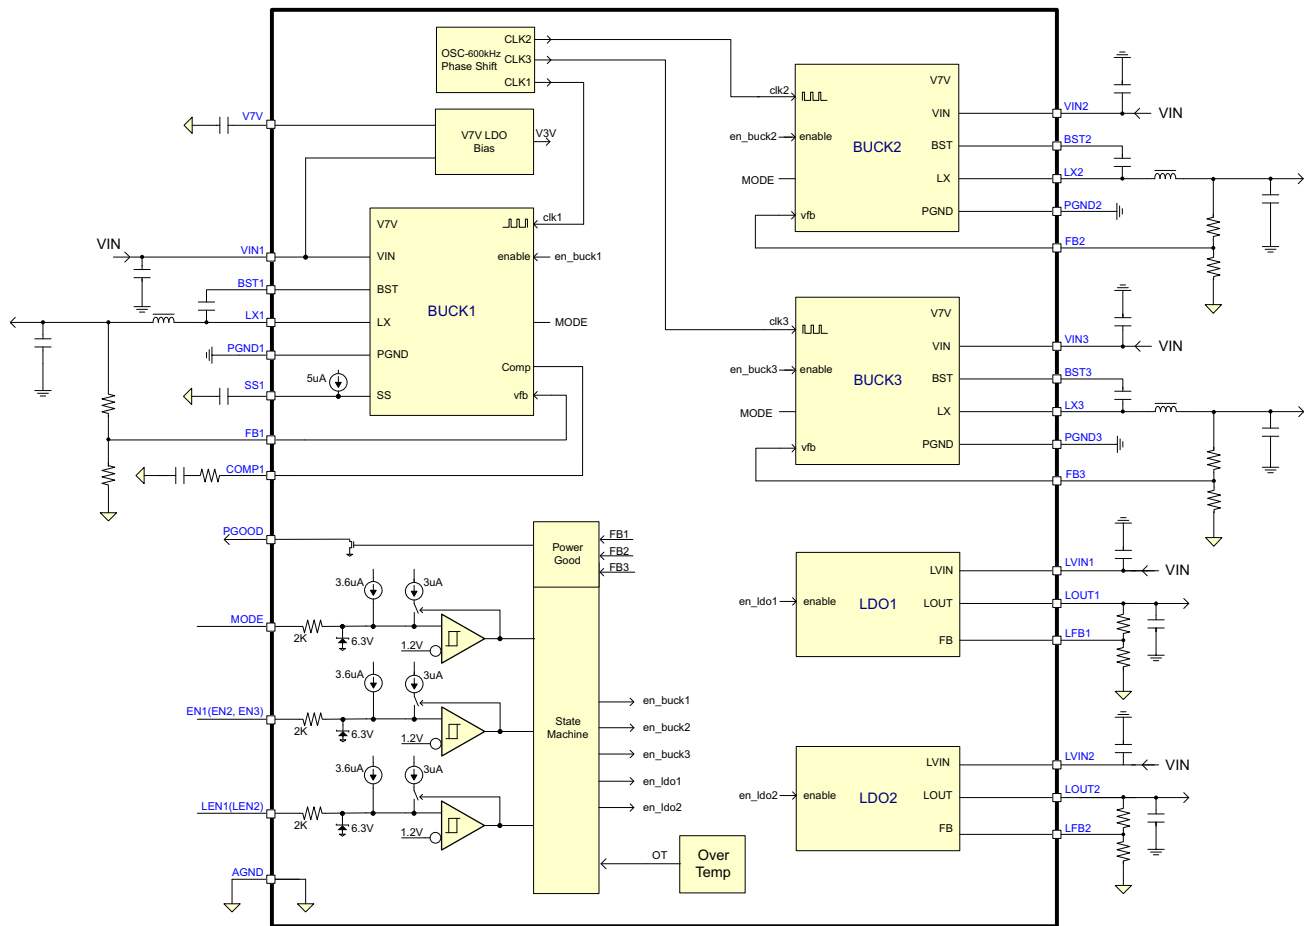 CLK2
OSC-600kHz
CLK3
Phase Shift
CLK1
V7V
V7V LDO
Bias
V3V
clk1
V7V
VIN
VIN1
VIN
enable
en_buck1
BST1
BST
BUCK1
LX1
LX
MODE
PGND1
PGND
Comp
5uA
SS1
SS
vfb
FB1
COMP1
V7V
clk2
VIN
VIN2
VIN
en_buck2
enable
BUCK2
BST
BST2
MODE
LX
LX2
vfb
PGND
PGND2
FB2
V7V
clk3
VIN
VIN3
VIN
en_buck3
enable
BUCK3
BST
BST3
MODE
LX
LX3
vfb
PGND
PGND3
FB3
PGOOD
Power
Good
FB1
FB2
FB3
3.6uA
3uA
MODE
2K
6.3V
1.2V
3.6uA
3uA
EN1(EN2, EN3)
2K
6.3V
1.2V
3.6uA
3uA
LEN1(LEN2)
2K
6.3V
1.2V
State
Machine
en_buck1
en_buck2
en_buck3
en_ldo1
en_ldo2
OT
Over
Temp
AGND
LVIN
LVIN1
VIN
en_ldo1
enable
LDO1
LOUT
LOUT1
FB
LFB1
LVIN
LVIN2
VIN
en_ldo2
enable
LDO2
LOUT
LOUT2
FB
LFB2